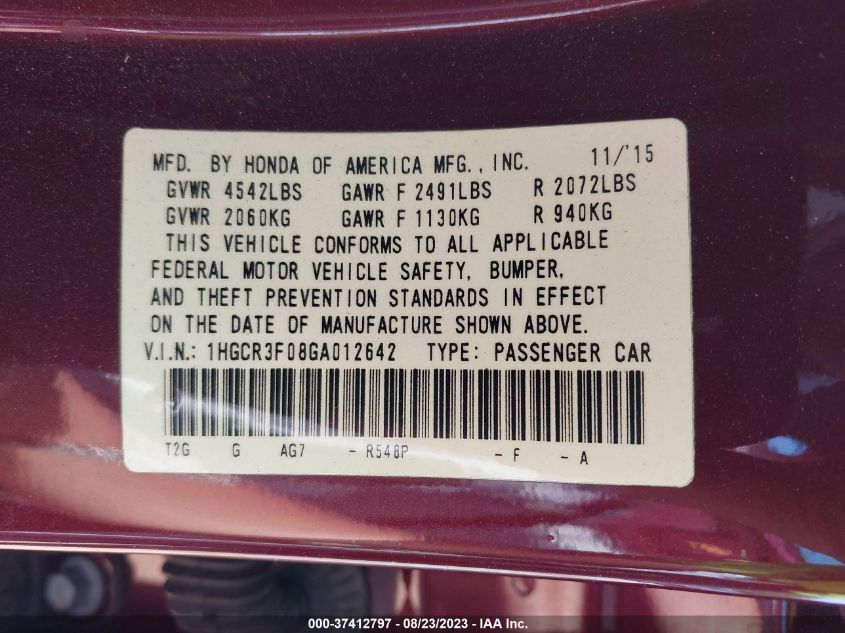 MFD. BY HONDA OF AMERICA MFG., INC. 11/'15
GVWR 4542LBS GAWR F 2491LBS R 2072LBS
GVWR 2060KG GAWR F 1130KG R 940KG
THIS VEHICLE CONFORMS TO ALL APPLICABLE
FEDERAL MOTOR VEHICLE SAFETY, BUMPER,
AND THEFT PREVENTION STANDARDS IN EFFECT
ON THE DATE OF MANUFACTURE SHOWN ABOVE.
V.I.N.: 1HGCR3F08GA012642 TYPE: PASSENGER CAR
T2G G AG7 - R548P - F - A
000-37412797 - 08/23/2023 - IAA Inc.